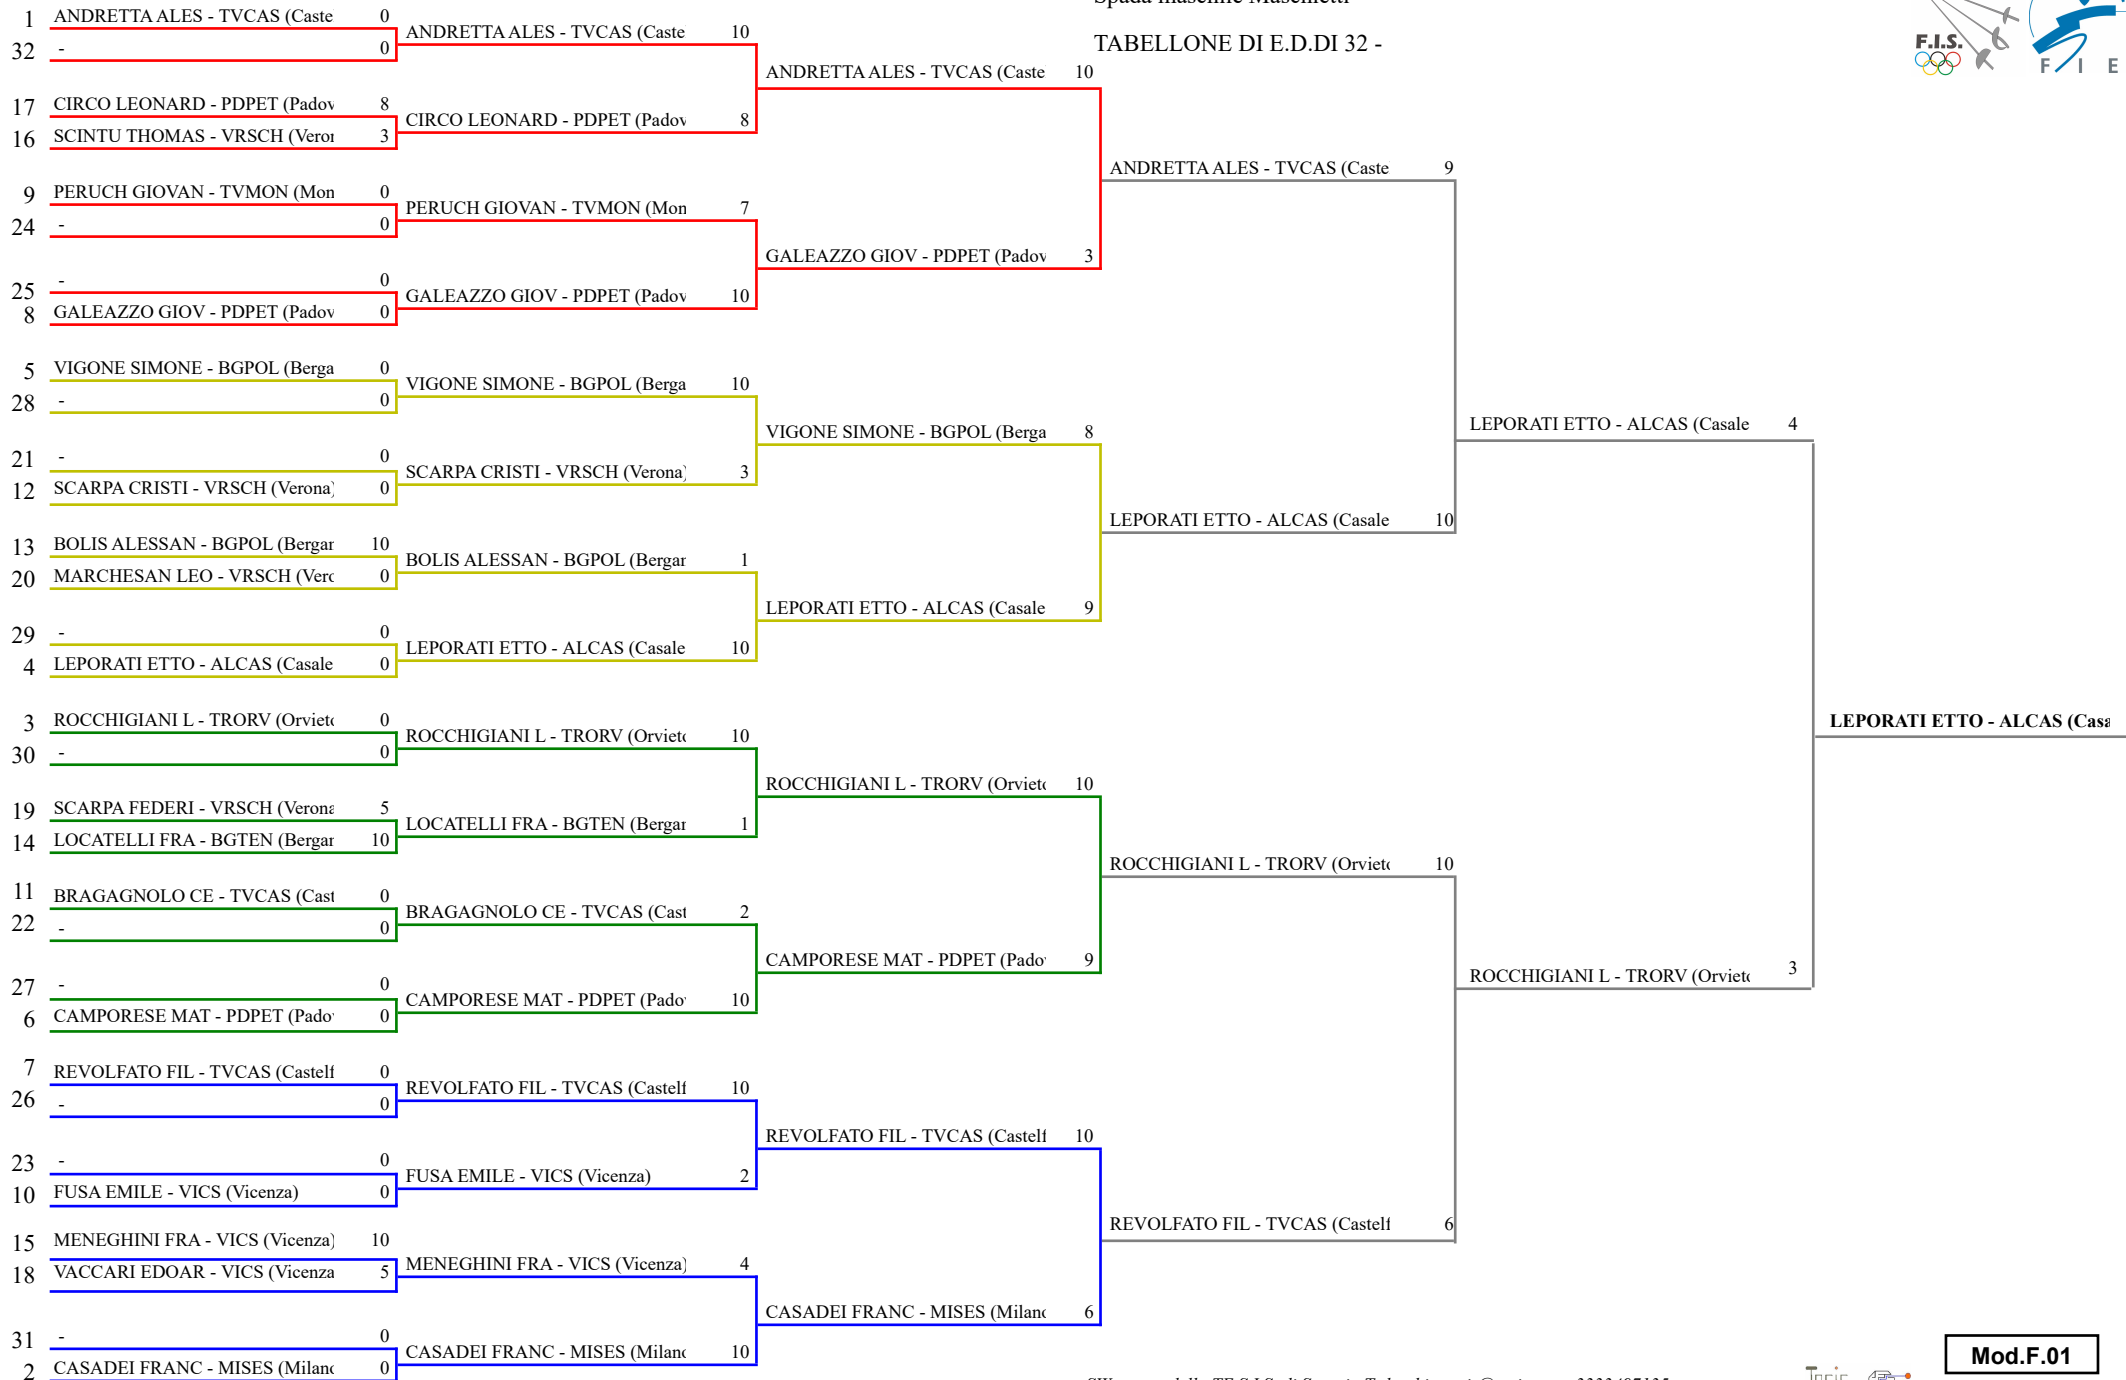 Spada maschile Maschietti
TABELLONE DI E.D.DI 32 -
F.I.S.
F I E
1 ANDRETTA ALES - TVCAS (Caste 0
32 - 0
17 CIRCO LEONARD - PDPET (Padov 8
16 SCINTU THOMAS - VRSCH (Veror 3
9 PERUCH GIOVAN - TVMON (Mon 0
24 - 0
25 - 0
8 GALEAZZO GIOV - PDPET (Padov 0
5 VIGONE SIMONE - BGPOL (Berga 0
28 - 0
21 - 0
12 SCARPA CRISTI - VRSCH (Verona) 0
13 BOLIS ALESSAN - BGPOL (Bergar 10
20 MARCHESAN LEO - VRSCH (Verc 0
29 - 0
4 LEPORATI ETTO - ALCAS (Casale 0
3 ROCCHIGIANI L - TRORV (Orvieto 0
30 - 0
19 SCARPA FEDERI - VRSCH (Verona 5
14 LOCATELLI FRA - BGTEN (Bergar 10
11 BRAGAGNOLO CE - TVCAS (Cast 0
22 - 0
27 - 0
6 CAMPORESE MAT - PDPET (Pado 0
7 REVOLFATO FIL - TVCAS (Castelf 0
26 - 0
23 - 0
10 FUSA EMILE - VICS (Vicenza) 0
15 MENEGHINI FRA - VICS (Vicenza) 10
18 VACCARI EDOAR - VICS (Vicenza 5
31 - 0
2 CASADEI FRANC - MISES (Milano 0
ANDRETTA ALES - TVCAS (Caste 10
CIRCO LEONARD - PDPET (Padov 8
PERUCH GIOVAN - TVMON (Mon 7
GALEAZZO GIOV - PDPET (Padov 10
VIGONE SIMONE - BGPOL (Berga 10
SCARPA CRISTI - VRSCH (Verona) 3
BOLIS ALESSAN - BGPOL (Bergar 1
LEPORATI ETTO - ALCAS (Casale 10
ROCCHIGIANI L - TRORV (Orvieto 10
LOCATELLI FRA - BGTEN (Bergar 1
BRAGAGNOLO CE - TVCAS (Cast 2
CAMPORESE MAT - PDPET (Pado 10
REVOLFATO FIL - TVCAS (Castelf 10
FUSA EMILE - VICS (Vicenza) 2
MENEGHINI FRA - VICS (Vicenza) 4
CASADEI FRANC - MISES (Milano 10
ANDRETTA ALES - TVCAS (Caste 10
GALEAZZO GIOV - PDPET (Padov 3
VIGONE SIMONE - BGPOL (Berga 8
LEPORATI ETTO - ALCAS (Casale 9
ROCCHIGIANI L - TRORV (Orvieto 10
CAMPORESE MAT - PDPET (Pado 9
REVOLFATO FIL - TVCAS (Castelf 10
CASADEI FRANC - MISES (Milano 6
ANDRETTA ALES - TVCAS (Caste 9
LEPORATI ETTO - ALCAS (Casale 10
ROCCHIGIANI L - TRORV (Orvieto 10
REVOLFATO FIL - TVCAS (Castelf 6
LEPORATI ETTO - ALCAS (Casale 4
ROCCHIGIANI L - TRORV (Orvieto 3
LEPORATI ETTO - ALCAS (Casa
Mod.F.01